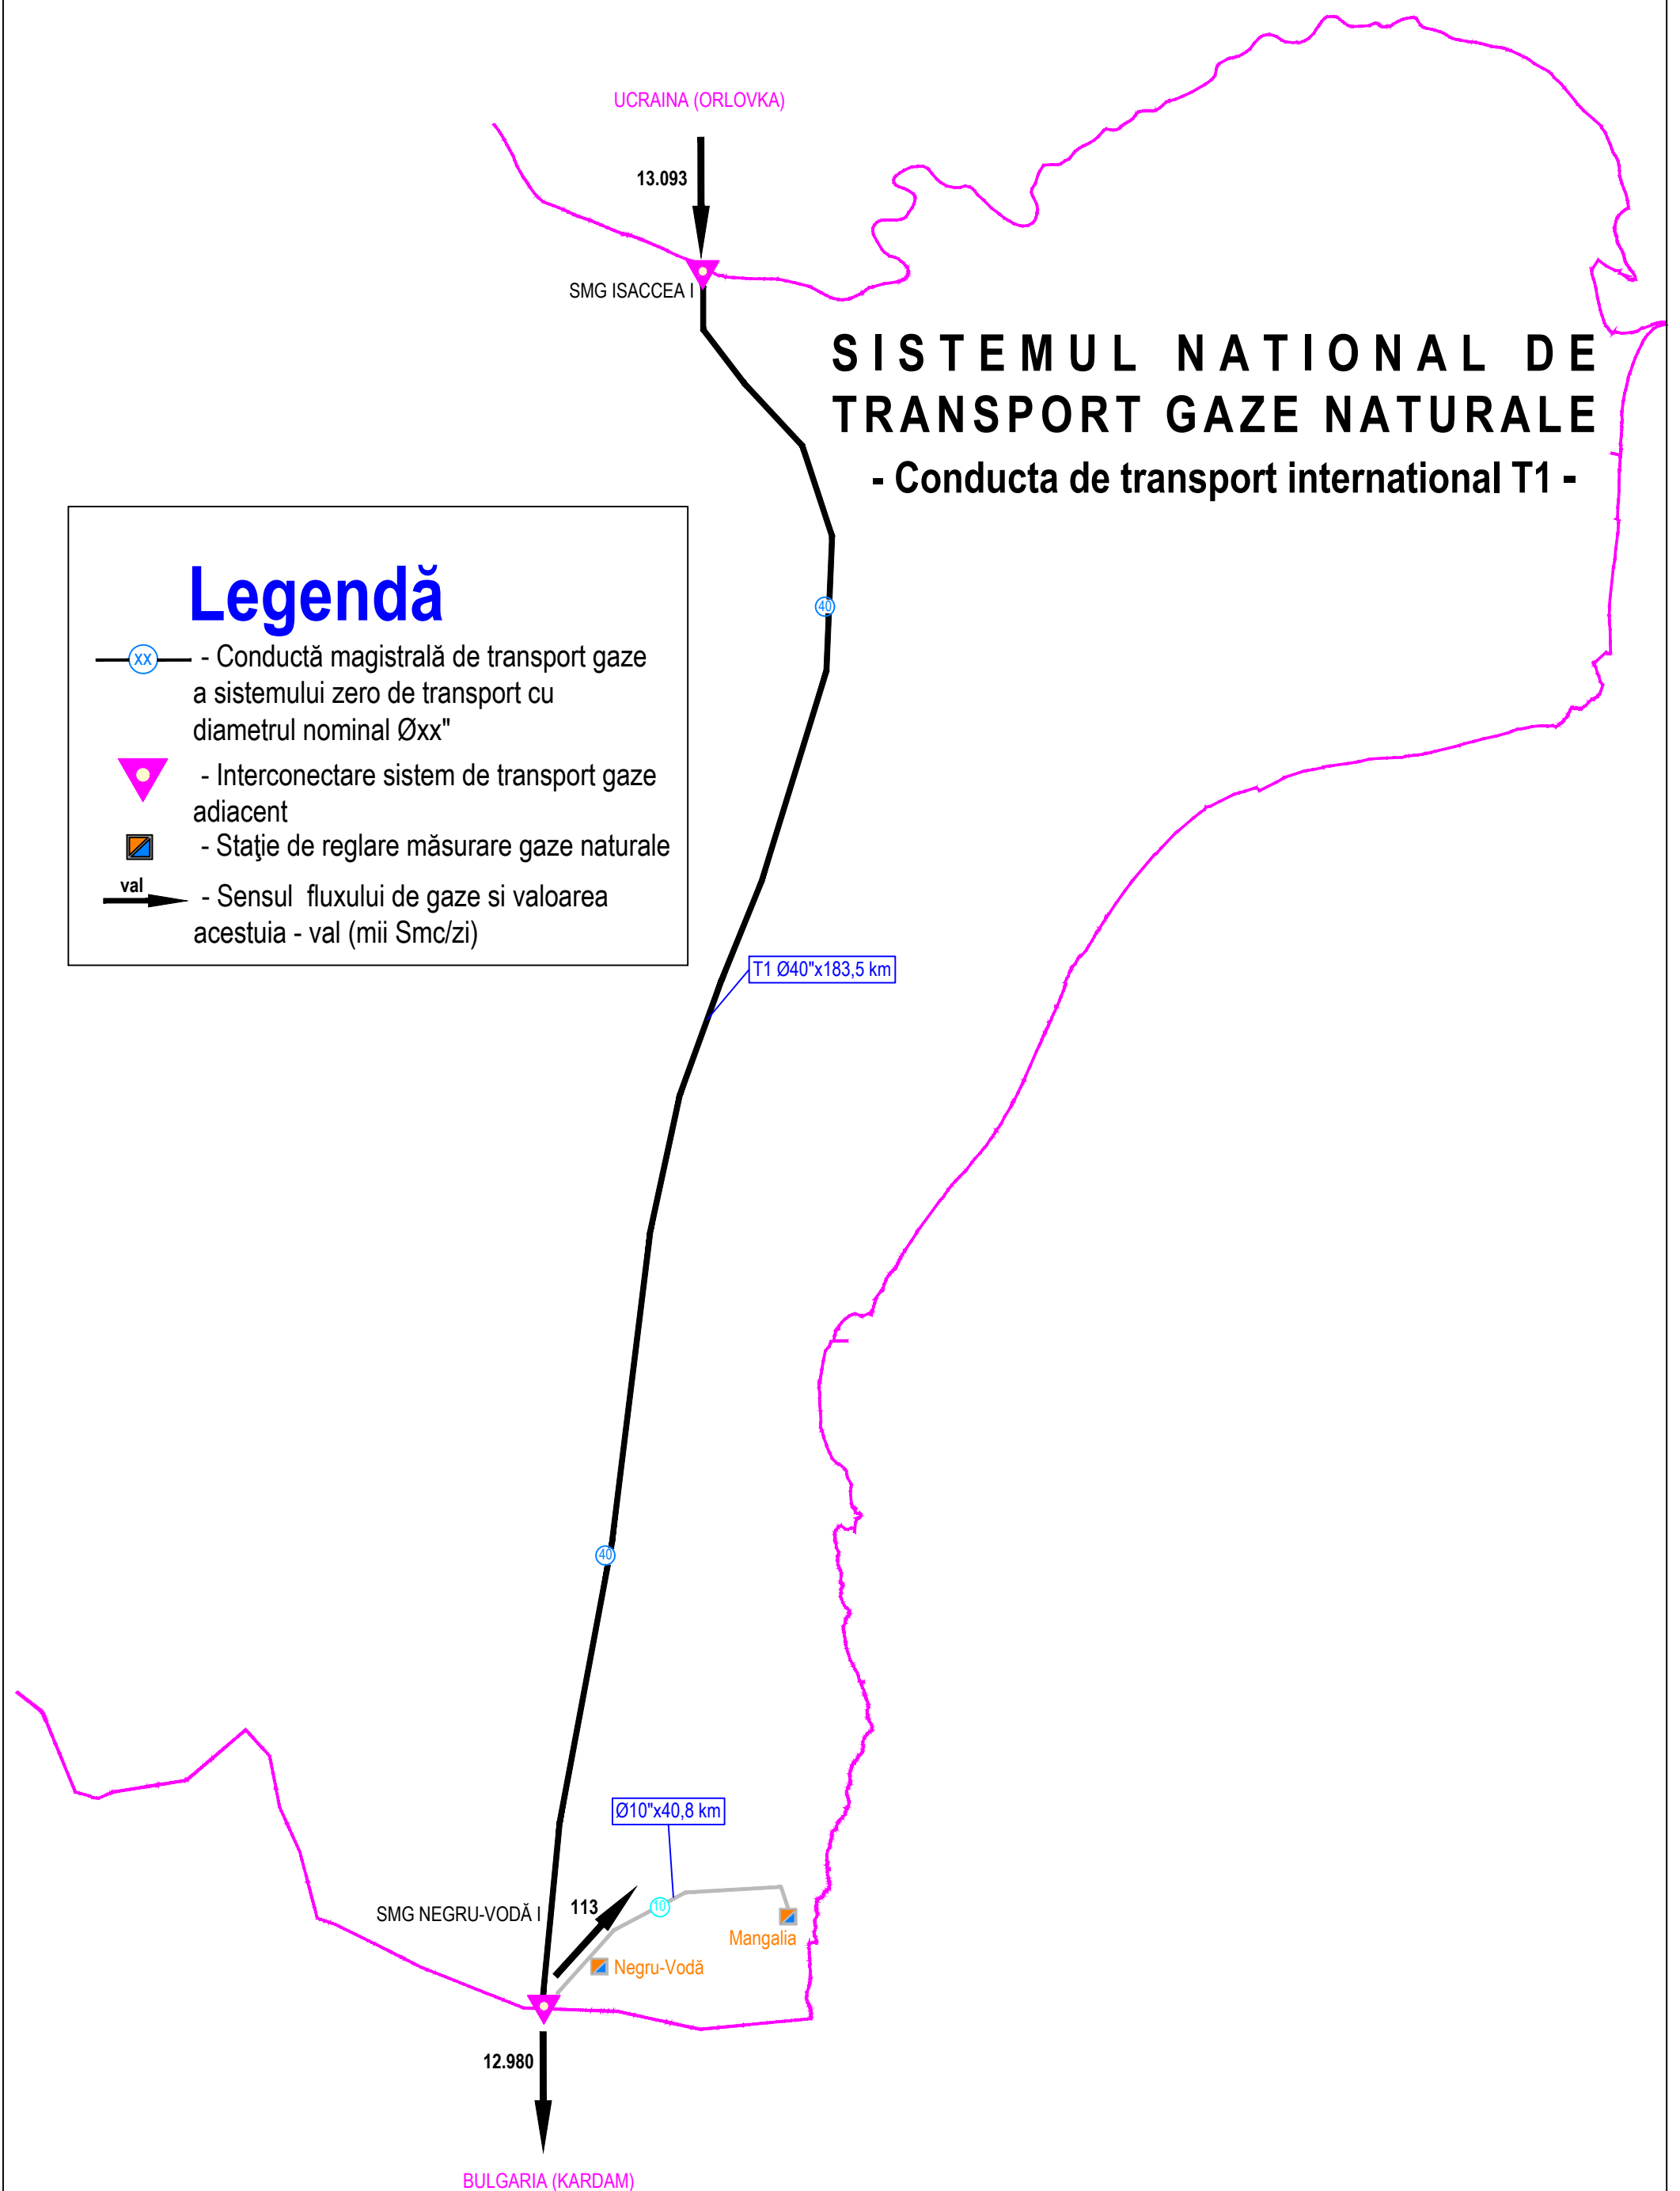 UCRAINA (ORLOVKA)
13.093
SMG ISACCEA I
SISTEMUL NATIONAL DE
TRANSPORT GAZE NATURALE
- Conducta de transport international T1 -
Legendă
xx - Conductă magistrală de transport gaze
a sistemului zero de transport cu
diametrul nominal Øxx"
- Interconectare sistem de transport gaze
adiacent
- Staţie de reglare măsurare gaze naturale
val - Sensul fluxului de gaze si valoarea
acestuia - val (mii Smc/zi)
40
T1 Ø40"x183,5 km
40
Ø10"x40,8 km
SMG NEGRU-VODĂ I
113
10
Mangalia
Negru-Vodă
12.980
BULGARIA (KARDAM)